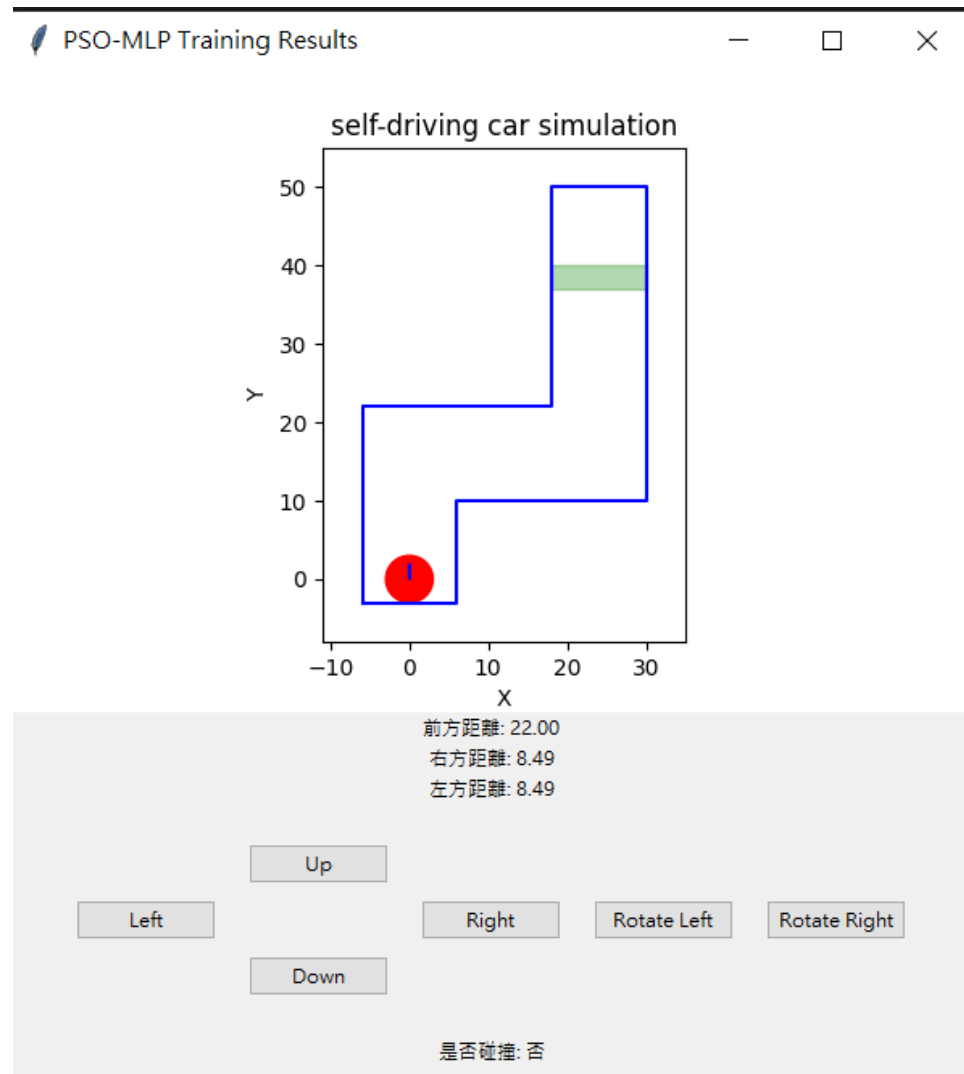 PSO-MLP Training Results
self-driving car simulation
50
40
30
20
10
0
Y
−10 0 10 20 30
X
前方距離: 22.00
右方距離: 8.49
左方距離: 8.49
Up
Left Right Rotate Left Rotate Right
Down
是否碰撞: 否